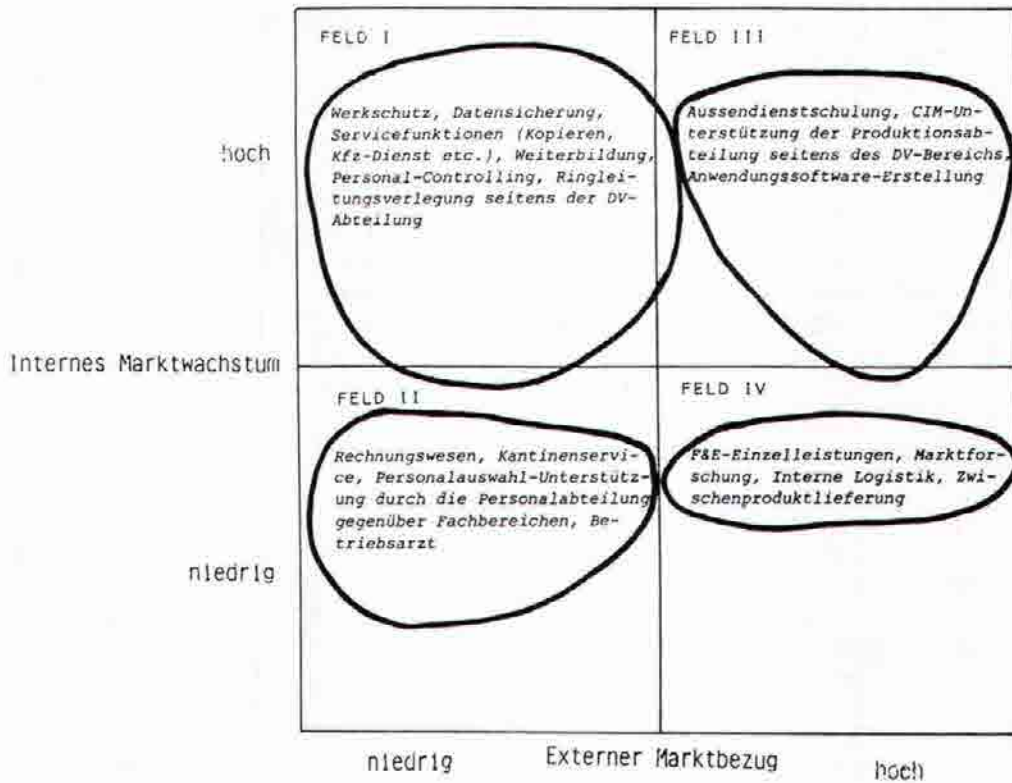 FELD I
Werkschutz, Datensicherung,
Servicefunktionen (Kopieren,
Kfz-Dienst etc.), Weiterbildung,
Personal-Controlling, Ringlei-
tungsverlegung seitens der DV-
Abteilung
FELD III
Aussendienstschulung, CIM-Un-
terstützung der Produktionsab-
teilung seitens des DV-Bereichs,
Anwendungssoftware-Erstellung
hoch
Internes Marktwachstum
FELD II
Rechnungswesen, Kantinenservi-
ce, Personalauswahl-Unterstütz-
ung durch die Personalabteilung
gegenüber Fachbereichen, Be-
triebsarzt
FELD IV
F&E-Einzelleistungen, Marktfor-
schung, Interne Logistik, Zwi-
schenproduktlieferung
niedrig
niedrig
Externer Marktbezug
hoch